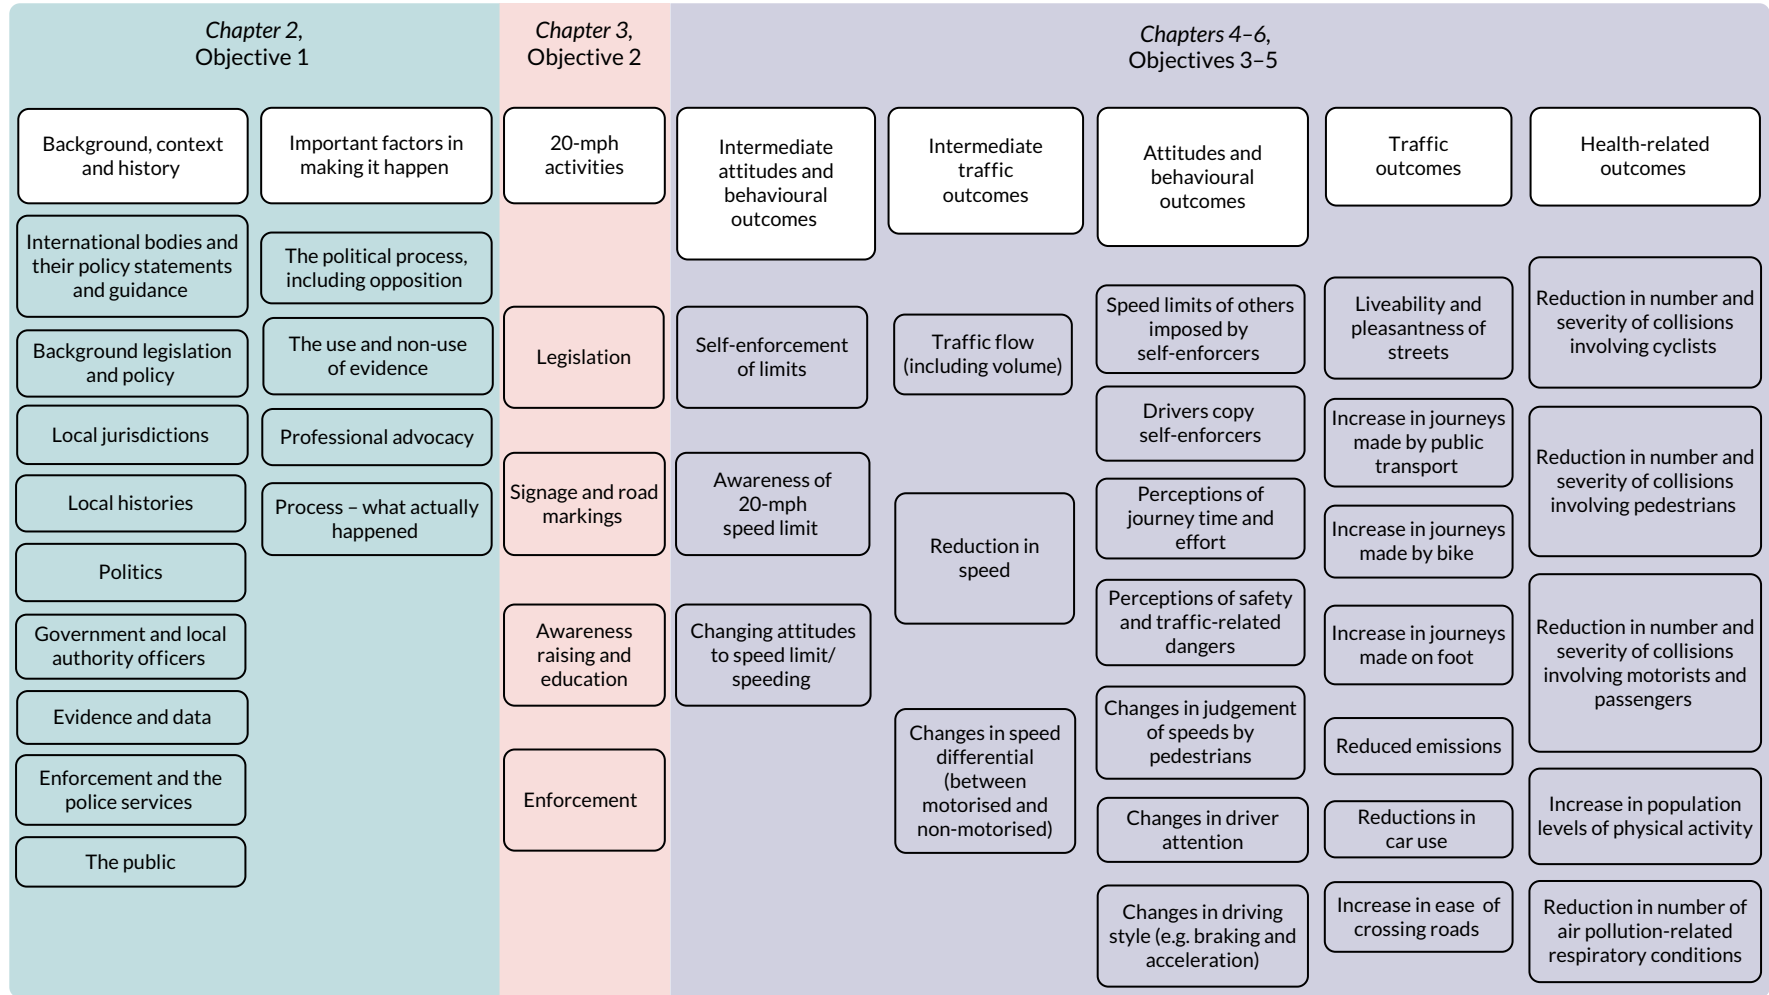 Chapter 2,
Objective 1
Chapter 3,
Objective 2
Chapters 4–6,
Objectives 3–5
Background, context
and history
International bodies and
their policy statements
and guidance
Background legislation
and policy
Local jurisdictions
Local histories
Politics
Government and local
authority officers
Evidence and data
Enforcement and the
police services
The public
Important factors in
making it happen
The political process,
including opposition
The use and non-use
of evidence
Professional advocacy
Process – what actually
happened
20-mph
activities
Legislation
Signage and road
markings
Awareness
raising and
education
Enforcement
Intermediate
attitudes and
behavioural
outcomes
Self-enforcement
of limits
Awareness of
20-mph
speed limit
Changing attitudes
to speed limit/
speeding
Intermediate
traffic
outcomes
Traffic flow
(including volume)
Reduction in
speed
Changes in speed
differential
(between
motorised and
non-motorised)
Attitudes and
behavioural
outcomes
Speed limits of others
imposed by
self-enforcers
Drivers copy
self-enforcers
Perceptions of
journey time and
effort
Perceptions of safety
and traffic-related
dangers
Changes in judgement
of speeds by
pedestrians
Changes in driver
attention
Changes in driving
style (e.g. braking and
acceleration)
Traffic
outcomes
Liveability and
pleasantness of
streets
Increase in journeys
made by public
transport
Increase in journeys
made by bike
Increase in journeys
made on foot
Reduced emissions
Reductions in
car use
Increase in ease of
crossing roads
Health-related
outcomes
Reduction in number and
severity of collisions
involving cyclists
Reduction in number and
severity of collisions
involving pedestrians
Reduction in number and
severity of collisions
involving motorists and
passengers
Increase in population
levels of physical activity
Reduction in number of
air pollution-related
respiratory conditions